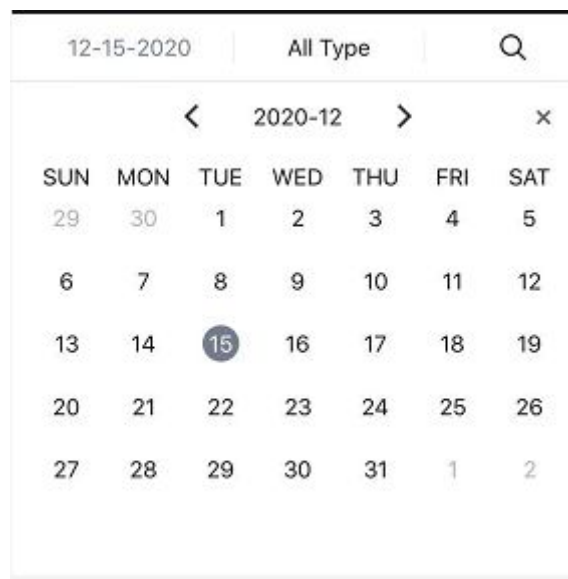 12-15-2020 All Type
2020-12 ×
SUN MON TUE WED THU FRI SAT
29 30 1 2 3 4 5
6 7 8 9 10 11 12
13 14 15 16 17 18 19
20 21 22 23 24 25 26
27 28 29 30 31 1 2